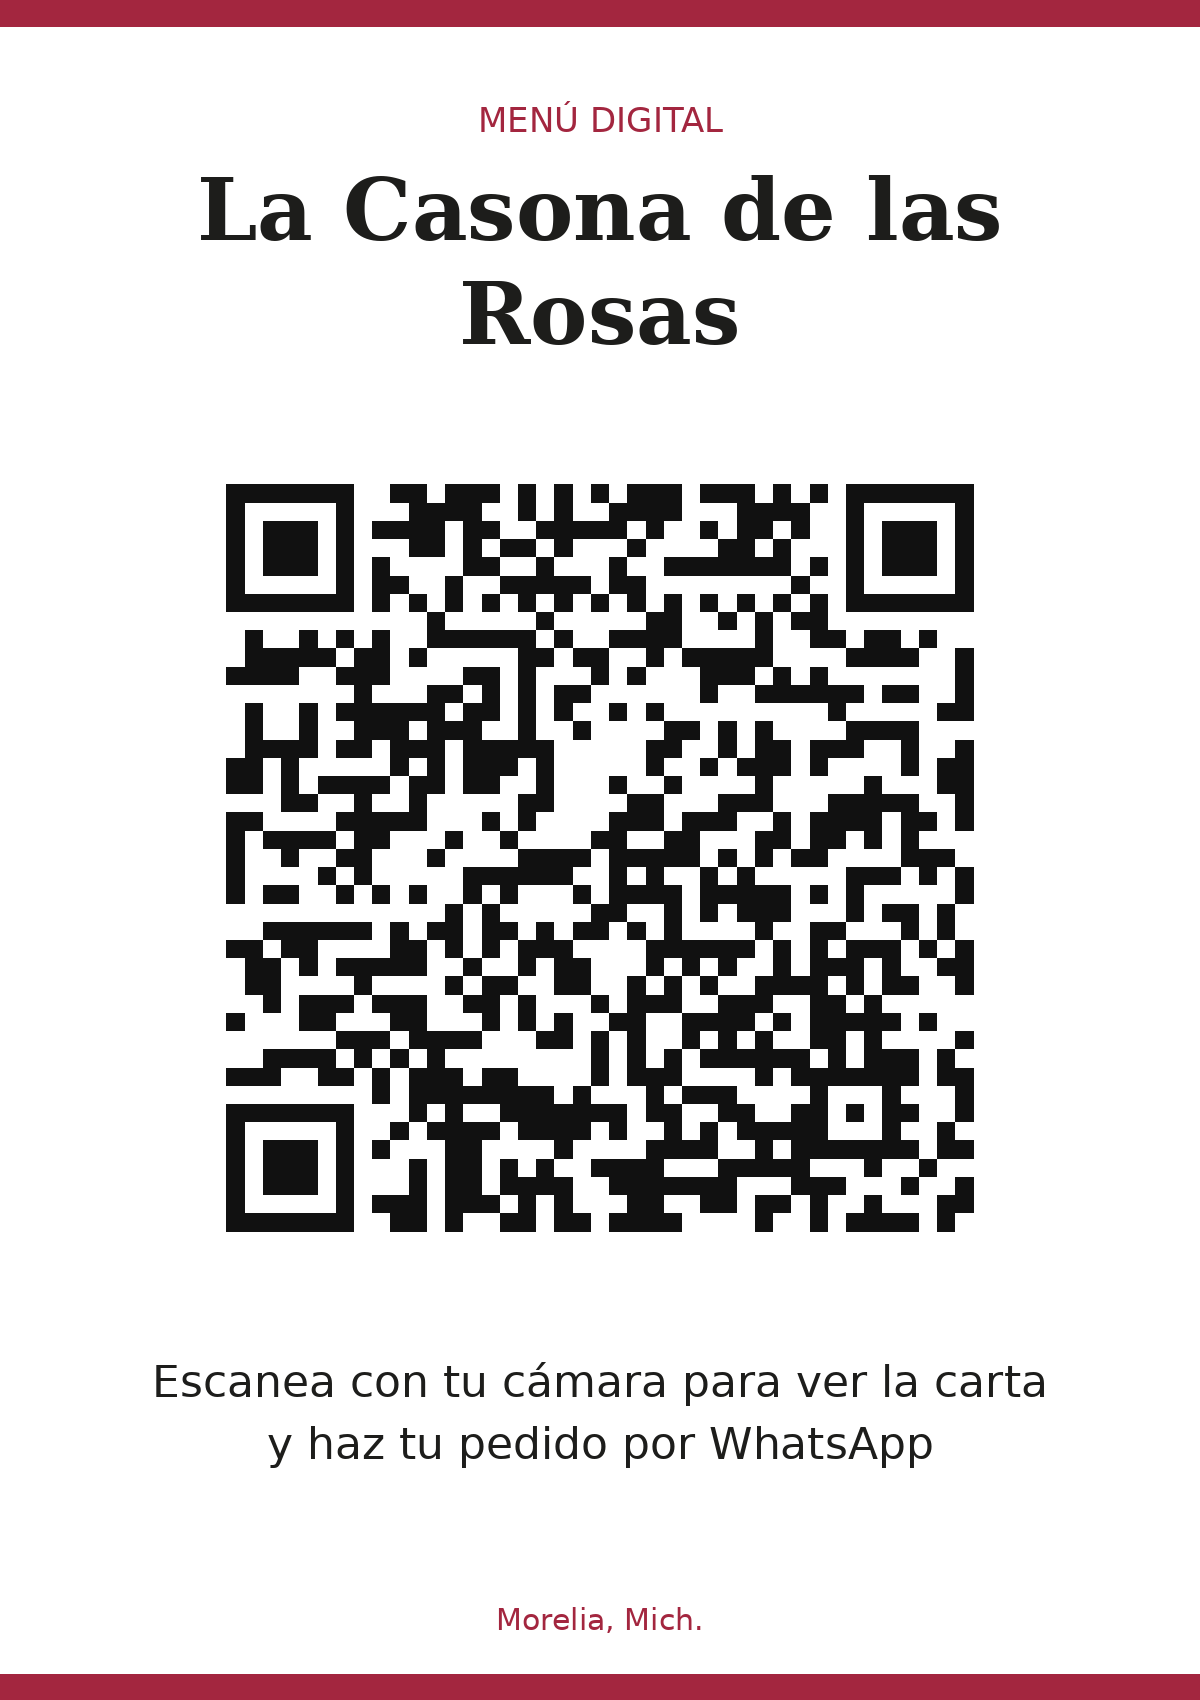 MENÚ DIGITAL
La Casona de las
Rosas
Escanea con tu cámara para ver la carta
y haz tu pedido por WhatsApp
Morelia, Mich.